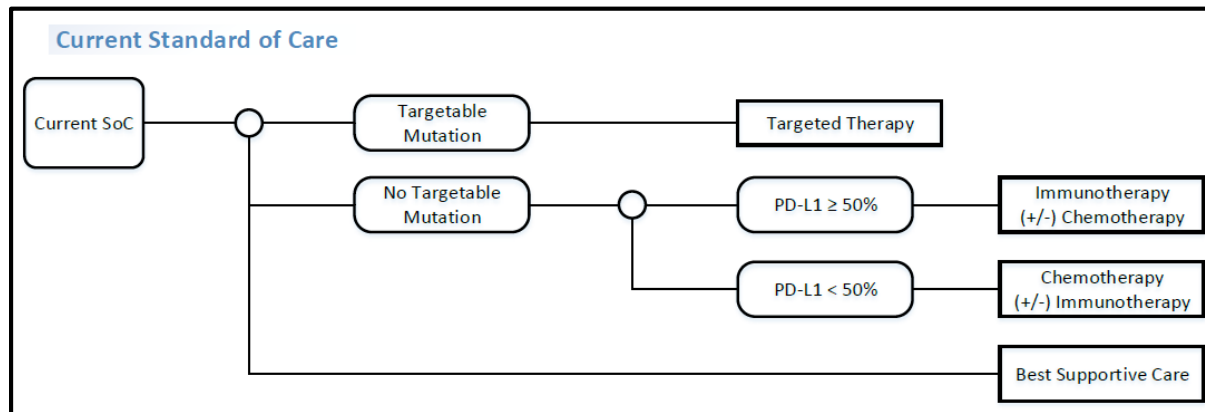 Current Standard of Care
Current SoC
Targetable
Mutation
Targeted Therapy
No Targetable
Mutation
PD-L1 ≥ 50%
Immunotherapy
(+/-) Chemotherapy
PD-L1 < 50%
Chemotherapy
(+/-) Immunotherapy
Best Supportive Care